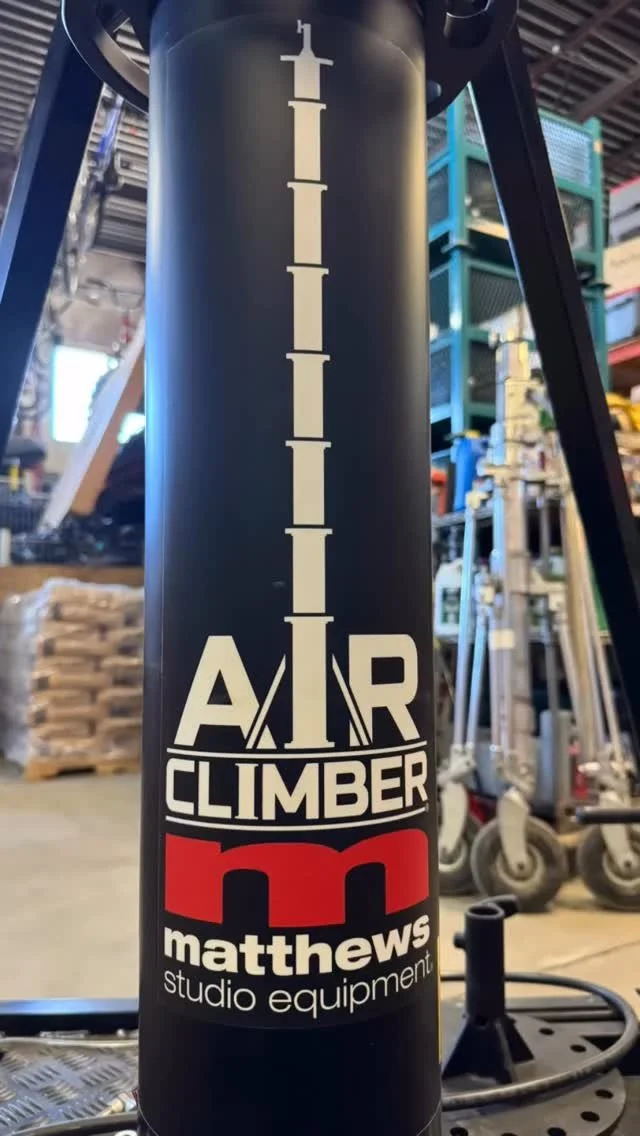 AIR
CLIMBER
m
matthews
studio equipment